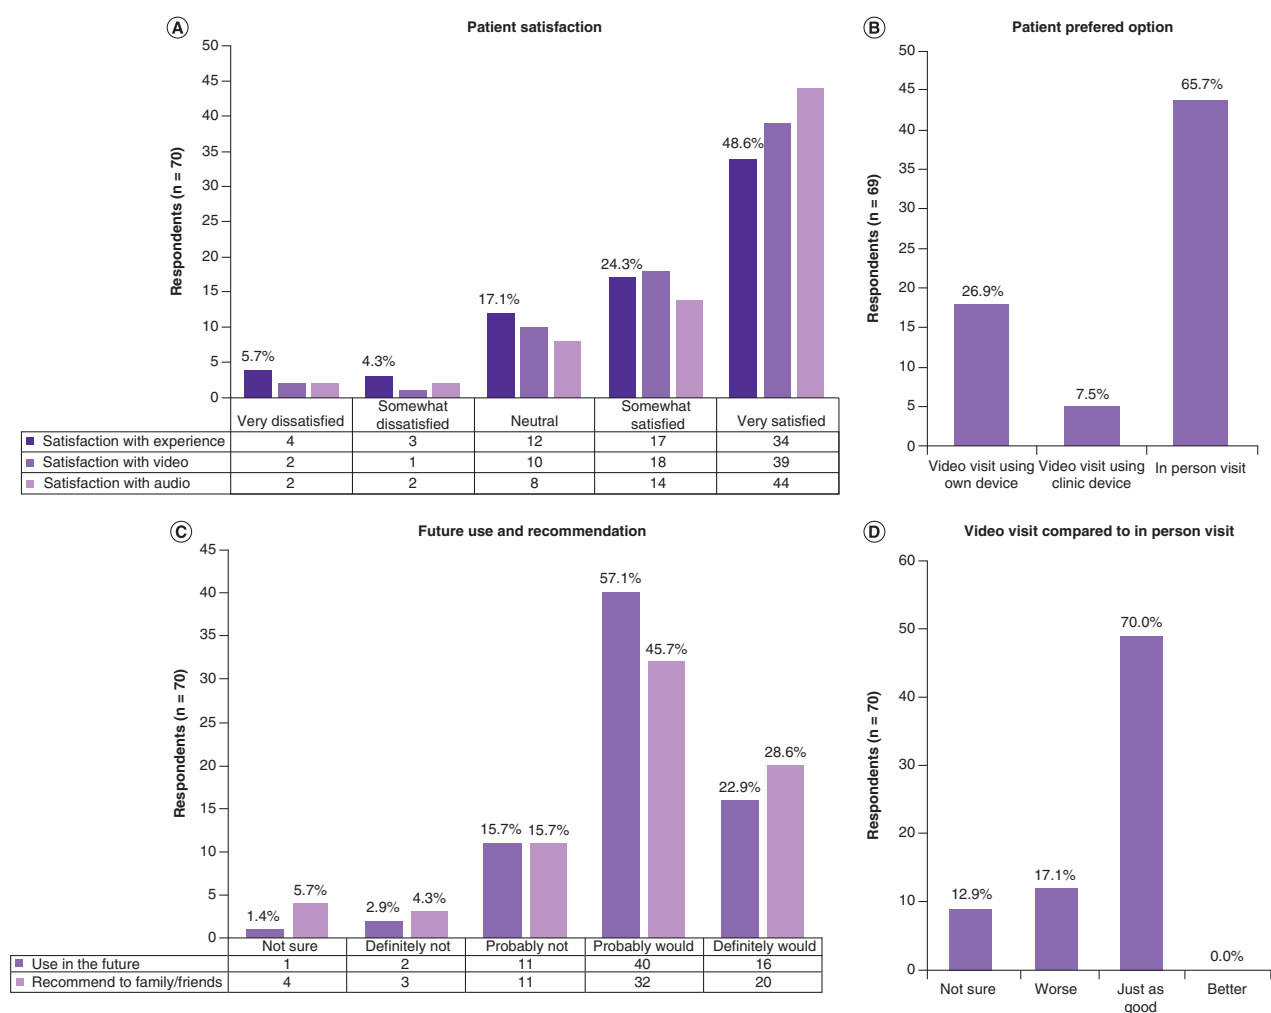 A
Patient satisfaction
Respondents (n = 70)
50
45
40
35
30
25
20
15
10
5
0
5.7%
4.3%
17.1%
24.3%
48.6%
Very dissatisfied
Somewhat
dissatisfied
Neutral
Somewhat
satisfied
Very satisfied
Satisfaction with experience 4 3 12 17 34
Satisfaction with video 2 1 10 18 39
Satisfaction with audio 2 2 8 14 44
B
Patient prefered option
Respondents (n = 69)
50
45
40
35
30
25
20
15
10
5
0
26.9%
7.5%
65.7%
Video visit using
own device
Video visit using
clinic device
In person visit
C
Future use and recommendation
Respondents (n = 70)
45
40
35
30
25
20
15
10
5
0
1.4%
5.7%
2.9%
4.3%
15.7%
15.7%
57.1%
45.7%
22.9%
28.6%
Not sure Definitely not Probably not Probably would Definitely would
Use in the future 1 2 11 40 16
Recommend to family/friends 4 3 11 32 20
D
Video visit compared to in person visit
Respondents (n = 70)
60
50
40
30
20
10
0
12.9%
17.1%
70.0%
0.0%
Not sure
Worse
Just as
good
Better